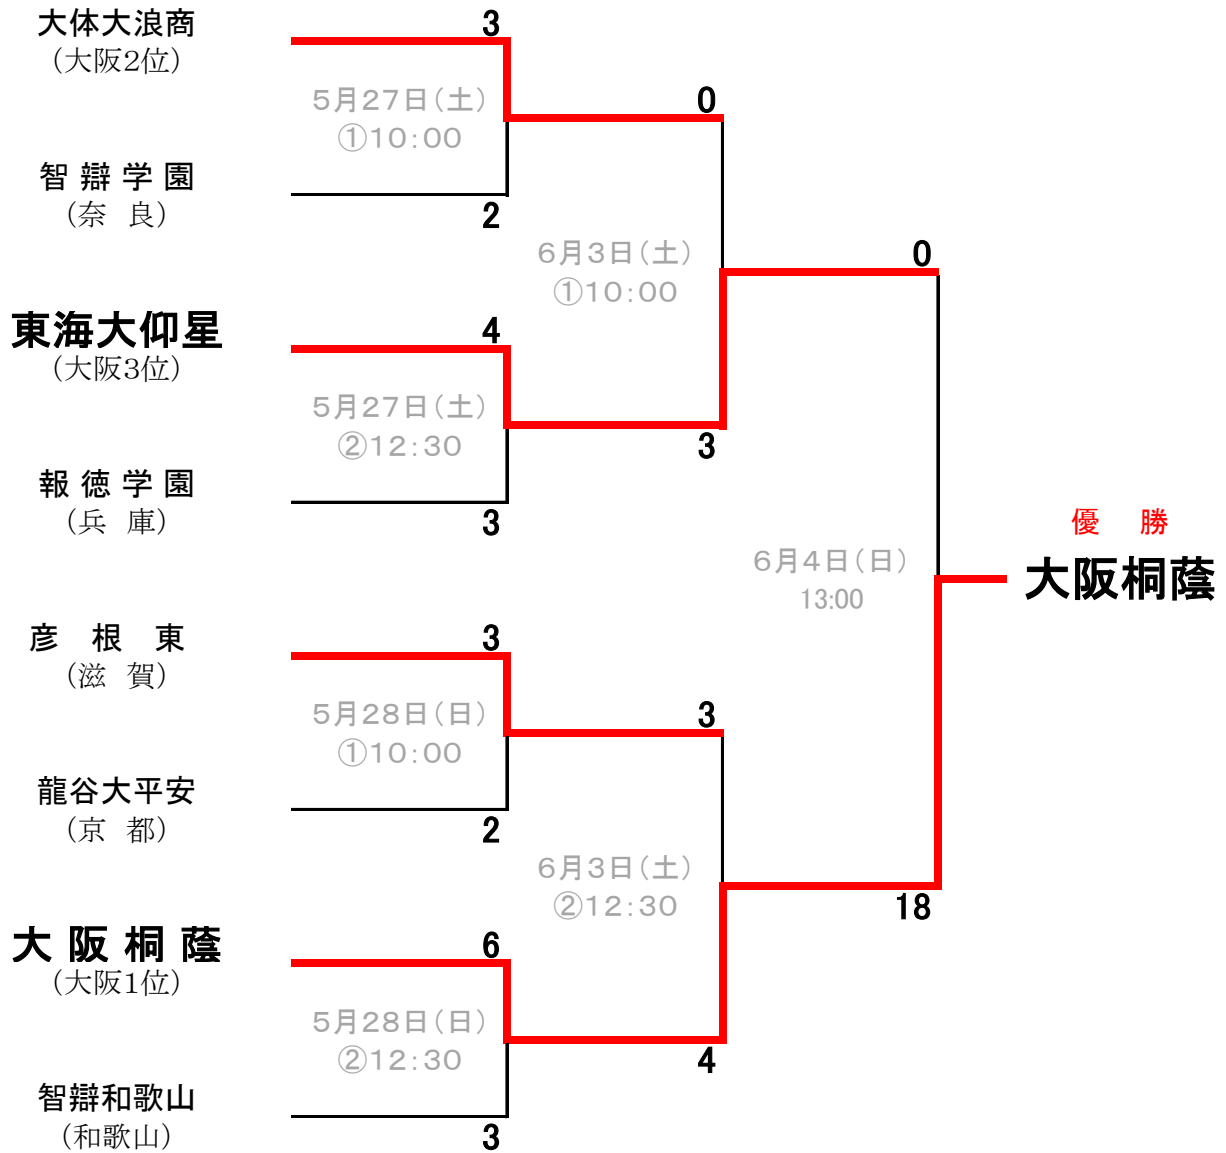 大体大浪商
(大阪2位)
3
5月27日(土)
①10:00
智辯学園
(奈 良)
2
0
6月3日(土)
①10:00
東海大仰星
(大阪3位)
4
5月27日(土)
②12:30
3
報徳学園
(兵 庫)
3
0
6月4日(日)
13:00
優 勝
大阪桐蔭
彦 根 東
(滋 賀)
3
5月28日(日)
①10:00
龍谷大平安
(京 都)
2
3
6月3日(土)
②12:30
18
大阪桐蔭
(大阪1位)
6
5月28日(日)
②12:30
4
智辯和歌山
(和歌山)
3